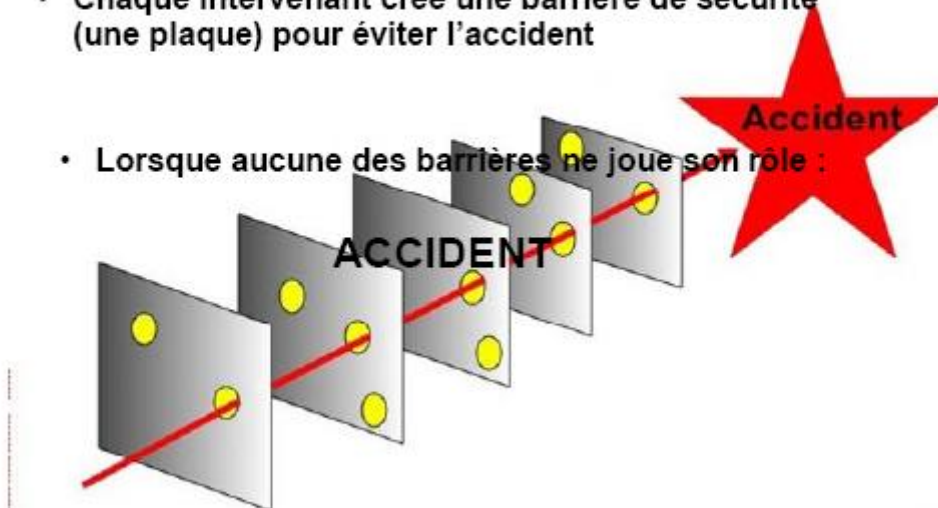 • Chaque intervenant crée une barrière de sécurité
(une plaque) pour éviter l'accident
Accident
• Lorsque aucune des barrières ne joue son rôle :
ACCIDENT